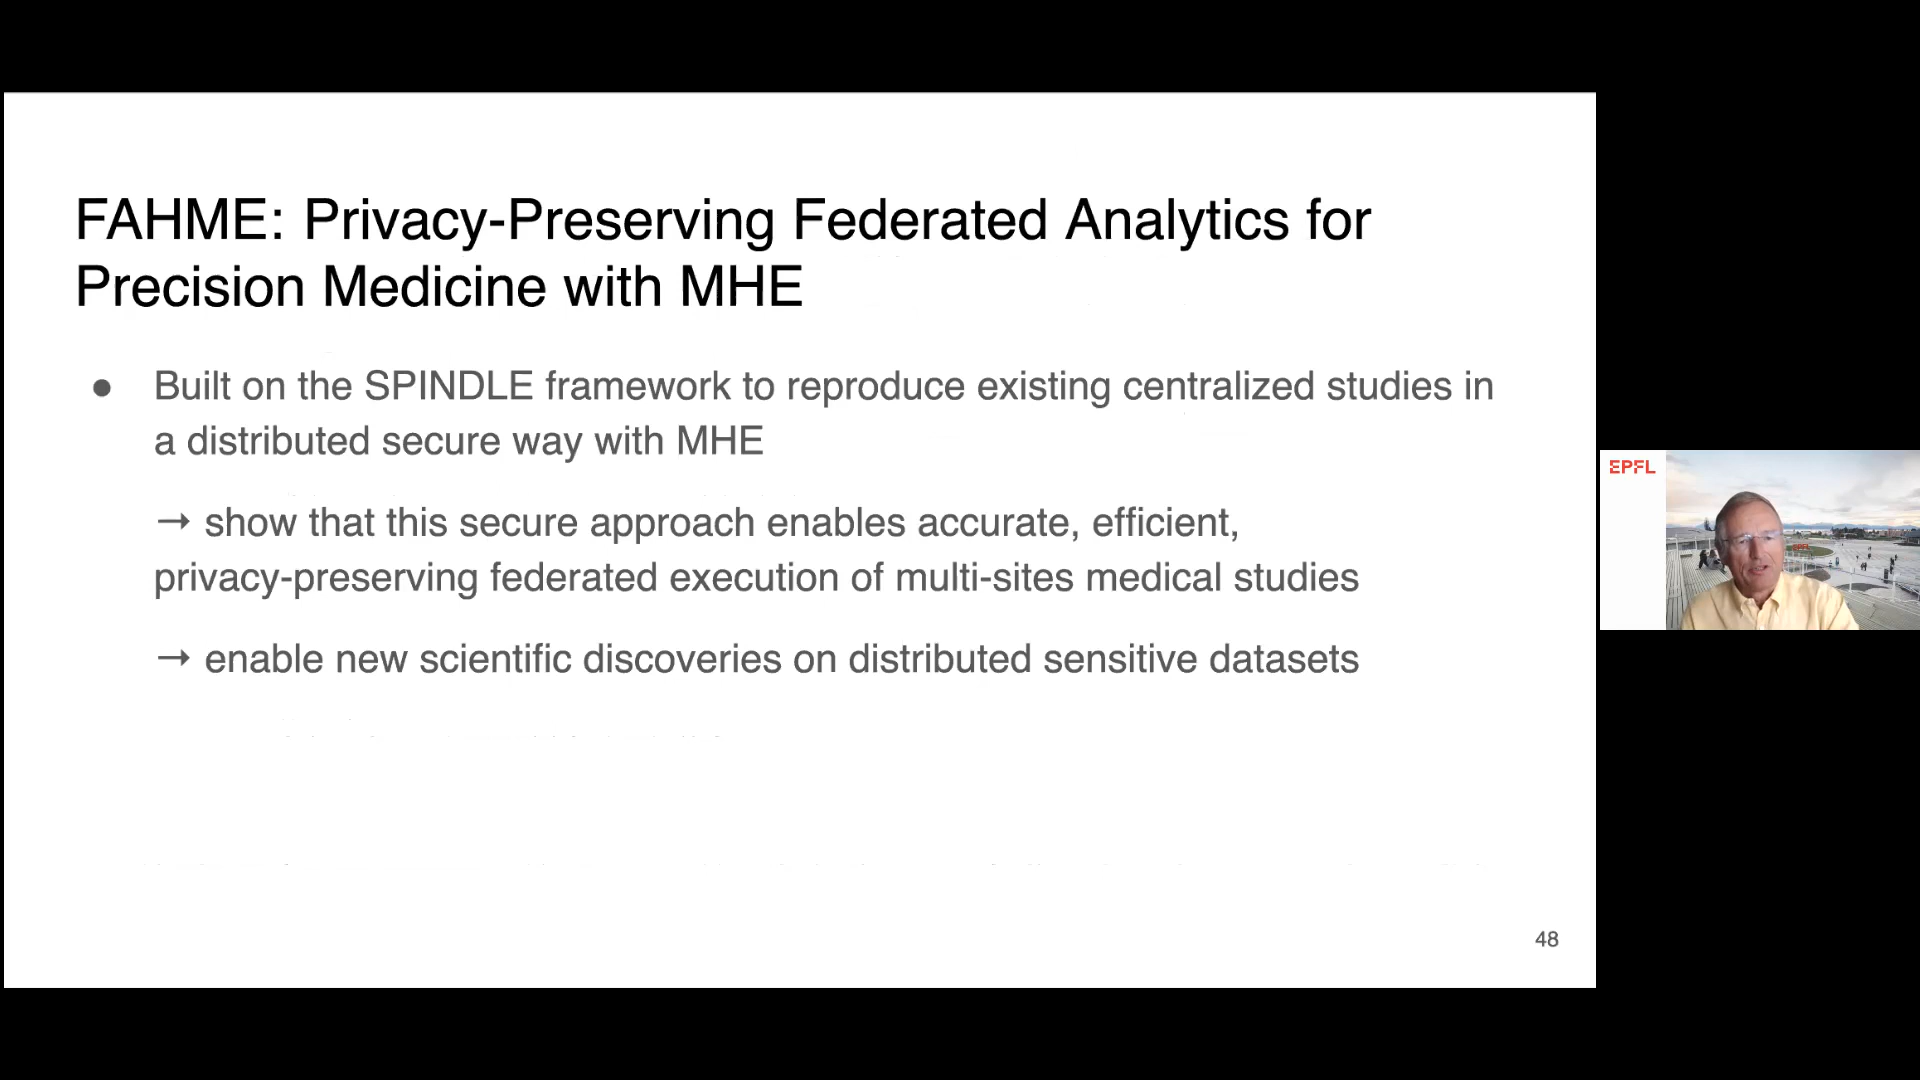 FAHME: Privacy-Preserving Federated Analytics for
Precision Medicine with MHE
● Built on the SPINDLE framework to reproduce existing centralized studies in
a distributed secure way with MHE
→ show that this secure approach enables accurate, efficient,
privacy-preserving federated execution of multi-sites medical studies
→ enable new scientific discoveries on distributed sensitive datasets
48
EPFL